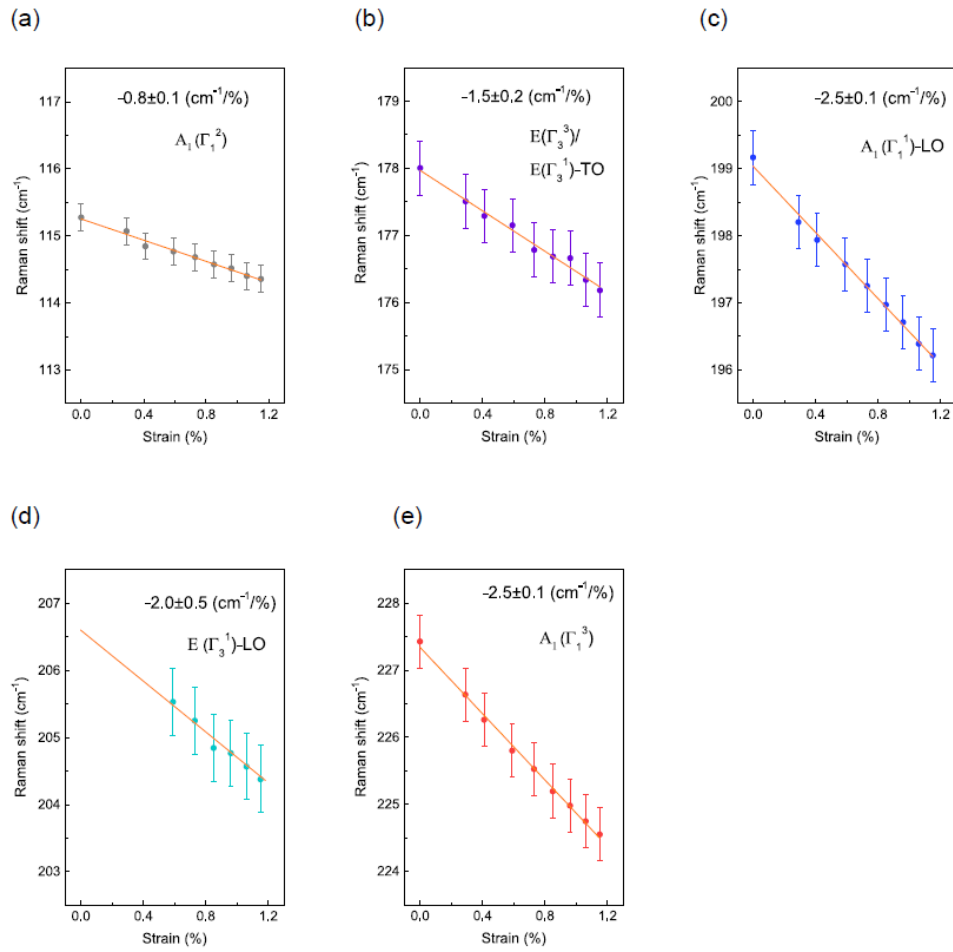 (a)
−0.8±0.1 (cm⁻¹/%)
A₁(Γ₁²)
Raman shift (cm⁻¹)
117
116
115
114
113
0.0 0.4 0.8 1.2
Strain (%)
(b)
−1.5±0.2 (cm⁻¹/%)
E(Γ₃³)/
E(Γ₃¹)-TO
Raman shift (cm⁻¹)
179
178
177
176
175
0.0 0.4 0.8 1.2
Strain (%)
(c)
−2.5±0.1 (cm⁻¹/%)
A₁(Γ₁¹)-LO
Raman shift (cm⁻¹)
200
199
198
197
196
0.0 0.4 0.8 1.2
Strain (%)
(d)
−2.0±0.5 (cm⁻¹/%)
E(Γ₃¹)-LO
Raman shift (cm⁻¹)
207
206
205
204
203
0.0 0.4 0.8 1.2
Strain (%)
(e)
−2.5±0.1 (cm⁻¹/%)
A₁(Γ₁³)
Raman shift (cm⁻¹)
228
227
226
225
224
0.0 0.4 0.8 1.2
Strain (%)